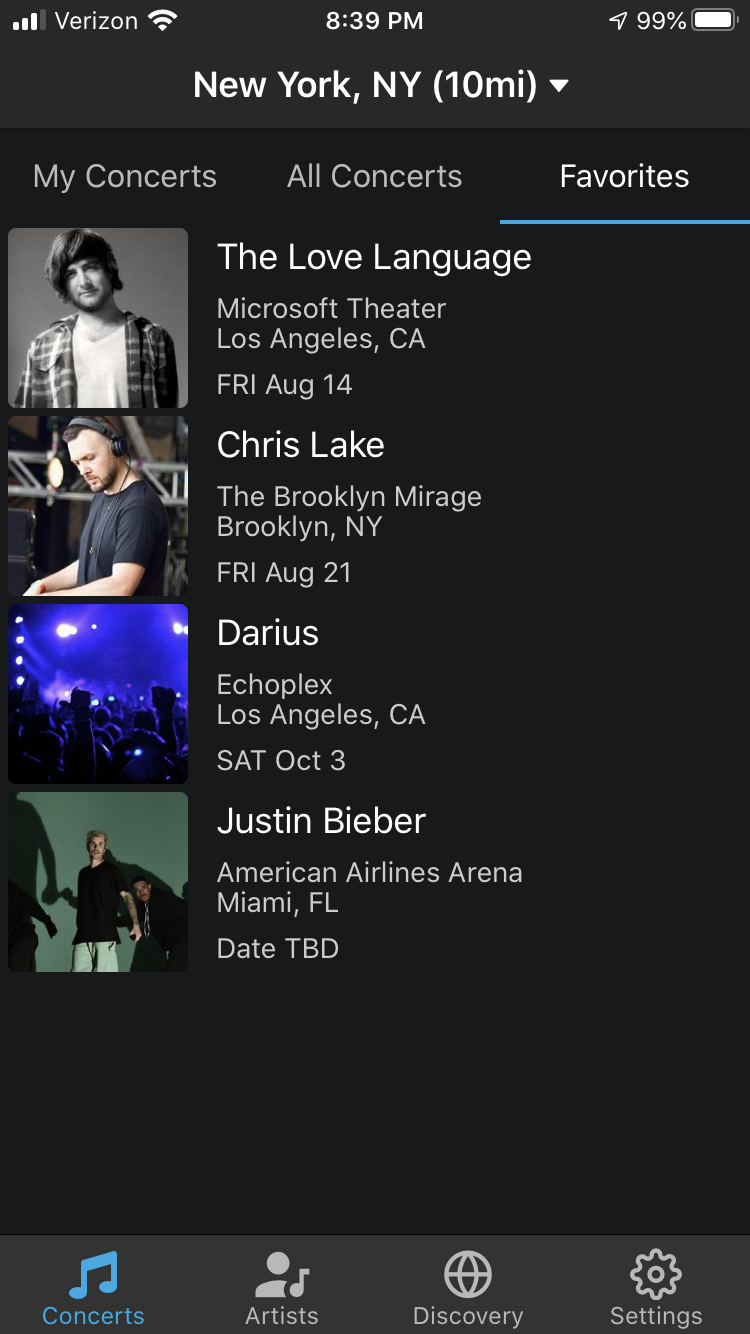 Verizon 8:39 PM 99%
New York, NY (10mi)
My Concerts All Concerts Favorites
The Love Language
Microsoft Theater
Los Angeles, CA
FRI Aug 14
Chris Lake
The Brooklyn Mirage
Brooklyn, NY
FRI Aug 21
Darius
Echoplex
Los Angeles, CA
SAT Oct 3
Justin Bieber
American Airlines Arena
Miami, FL
Date TBD
Concerts Artists Discovery Settings